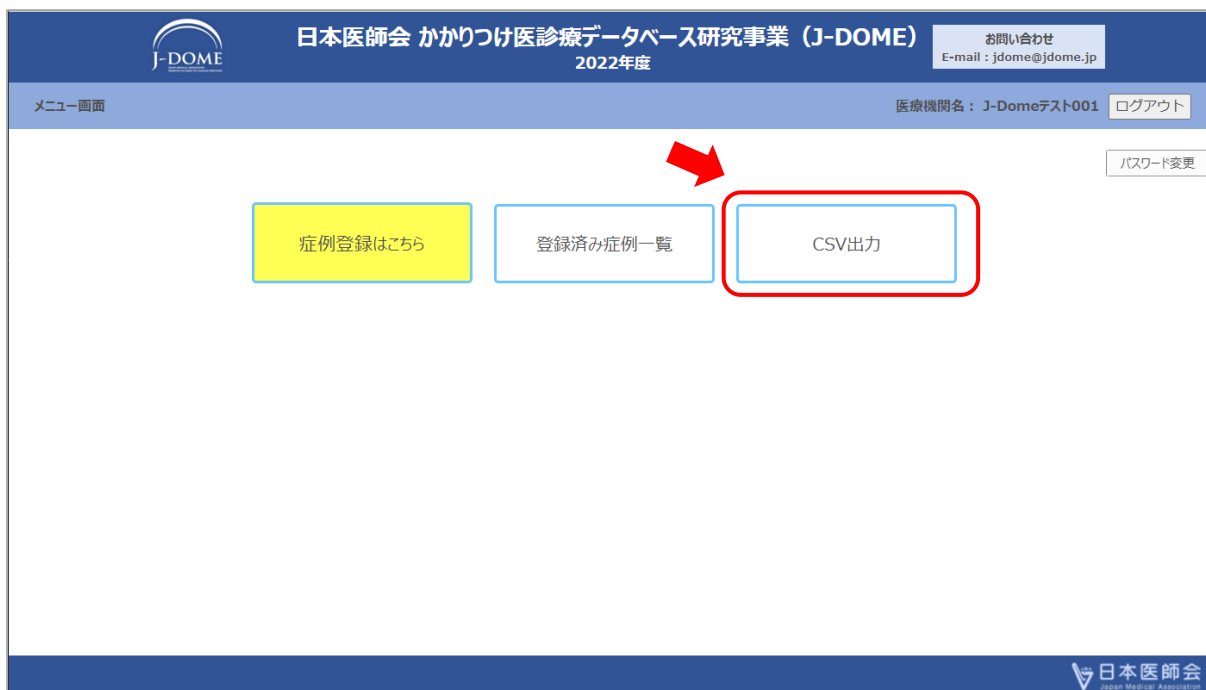 J-DOME
日本医師会 かかりつけ医診療データベース研究事業（J-DOME）
2022年度
お問い合わせ
E-mail：jdome@jdome.jp
メニュー画面
医療機関名： J-Domeテスト001
ログアウト
パスワード変更
症例登録はこちら
登録済み症例一覧
CSV出力
日本医師会
Japan Medical Association